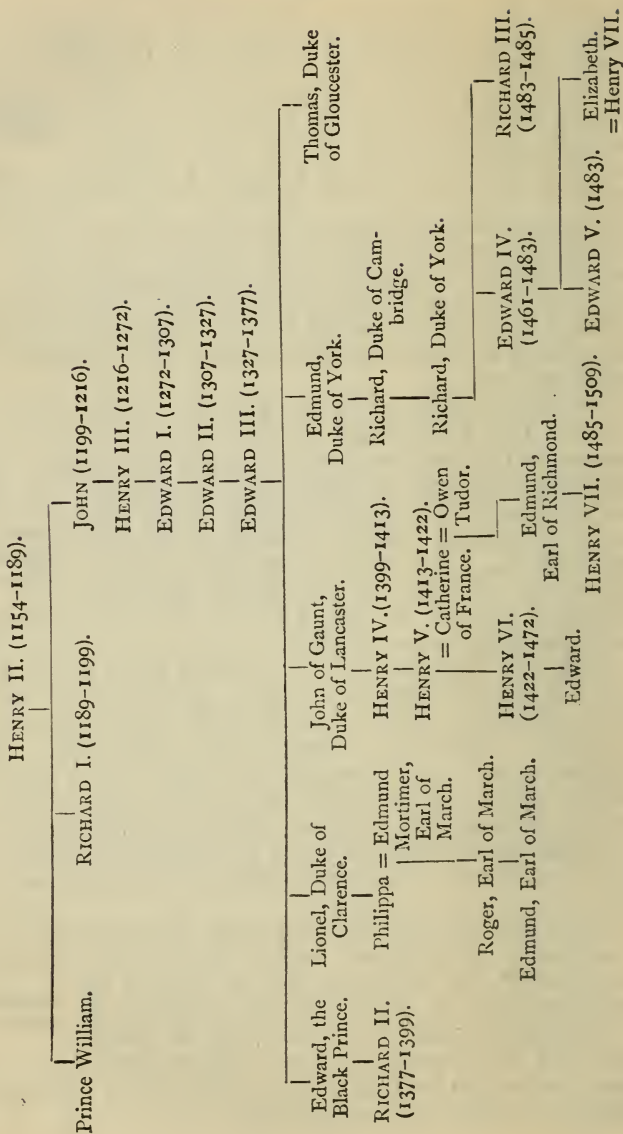 HENRY II. (1154-1189).
Prince William.
RICHARD I. (1189-1199).
JOHN (1199-1216).
HENRY III. (1216-1272).
EDWARD I. (1272-1307).
EDWARD II. (1307-1327).
EDWARD III. (1327-1377).
Edward, the
Black Prince.
RICHARD II.
(1377-1399).
Lionel, Duke of
Clarence.
Philippa = Edmund
Mortimer,
Earl of
March.
Roger, Earl of March.
Edmund, Earl of March.
John of Gaunt,
Duke of Lancaster.
HENRY IV. (1399-1413).
HENRY V. (1413-1422).
= Catherine = Owen
of France. Tudor.
HENRY VI.
(1422-1472)
Edward.
Edmund,
Earl of Richmond.
HENRY VII. (1485-1509).
Edmund,
Duke of York.
Richard, Duke of Cam-
bridge.
Richard, Duke of York.
EDWARD IV.
(1461-1483).
RICHARD III.
(1483-1485).
EDWARD V. (1483).
Elizabeth.
= Henry VII.
Thomas, Duke
of Gloucester.